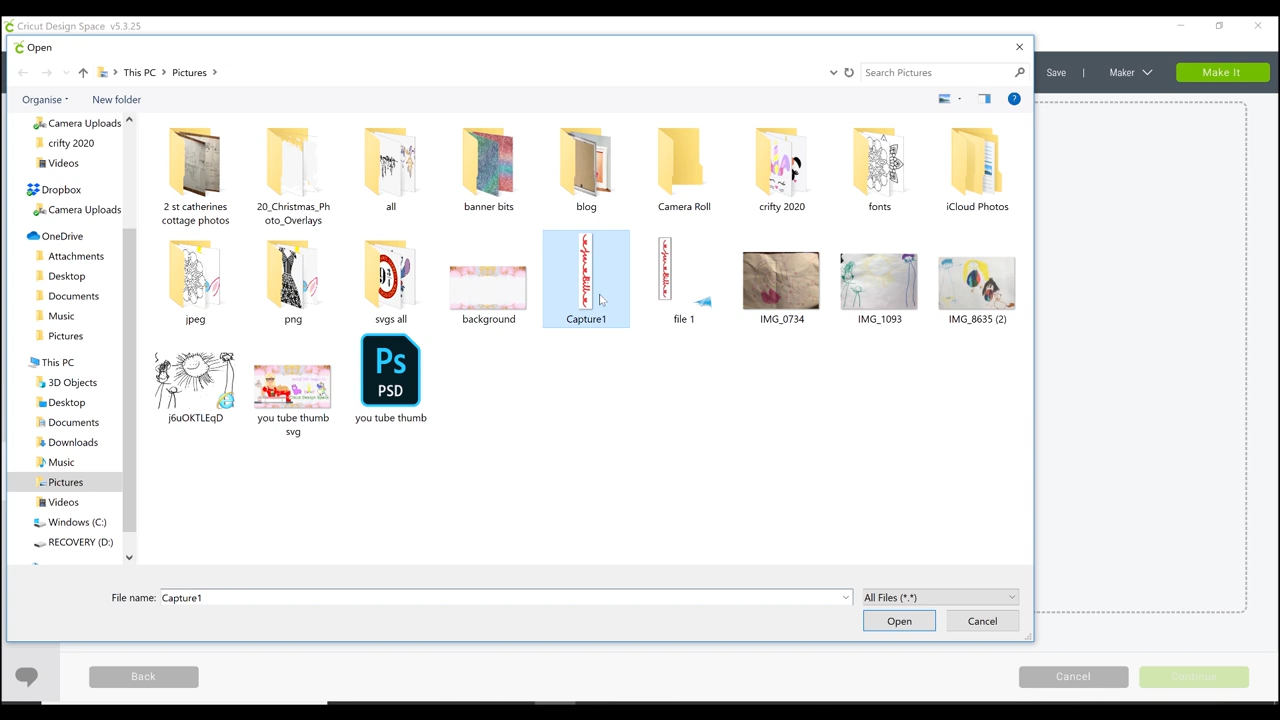 Cricut Design Space v5.3.25
Open
This PC
Pictures
Search Pictures
Save
|
Maker
Make It
Organise
New folder
Camera Uploads
crifty 2020
Videos
Dropbox
Camera Uploads
OneDrive
Attachments
Desktop
Documents
Music
Pictures
This PC
3D Objects
Desktop
Documents
Downloads
Music
Pictures
Videos
Windows (C:)
RECOVERY (D:)
2 st catherines
cottage photos
20_Christmas_Ph
oto_Overlays
all
banner bits
blog
Camera Roll
crifty 2020
fonts
iCloud Photos
jpeg
png
svgs all
background
Capture1
file 1
IMG_0734
IMG_1093
IMG_8635 (2)
j6uOKTLEqD
you tube thumb
svg
Ps
PSD
you tube thumb
File name:
Capture1
All Files (*.*)
Open
Cancel
Back
Cancel
Continue